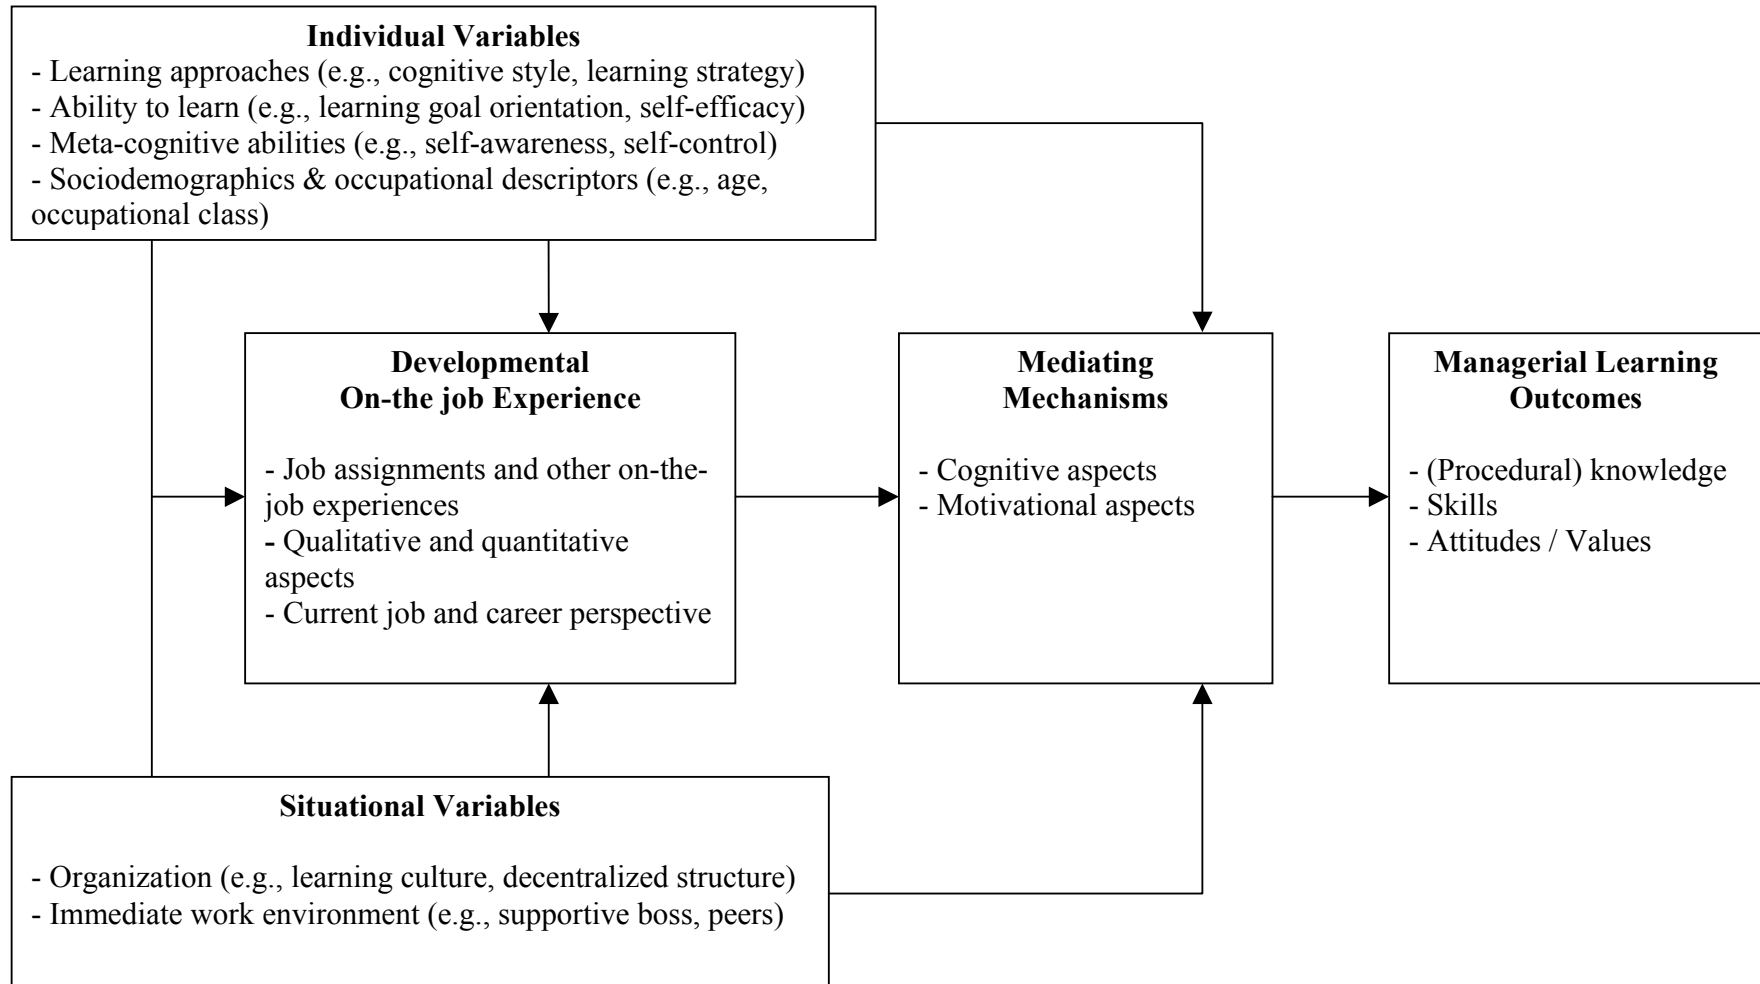 Individual Variables
- Learning approaches (e.g., cognitive style, learning strategy)
- Ability to learn (e.g., learning goal orientation, self-efficacy)
- Meta-cognitive abilities (e.g., self-awareness, self-control)
- Sociodemographics & occupational descriptors (e.g., age,
occupational class)
Developmental
On-the job Experience
- Job assignments and other on-the-
job experiences
- Qualitative and quantitative
aspects
- Current job and career perspective
Mediating
Mechanisms
- Cognitive aspects
- Motivational aspects
Managerial Learning
Outcomes
- (Procedural) knowledge
- Skills
- Attitudes / Values
Situational Variables
- Organization (e.g., learning culture, decentralized structure)
- Immediate work environment (e.g., supportive boss, peers)